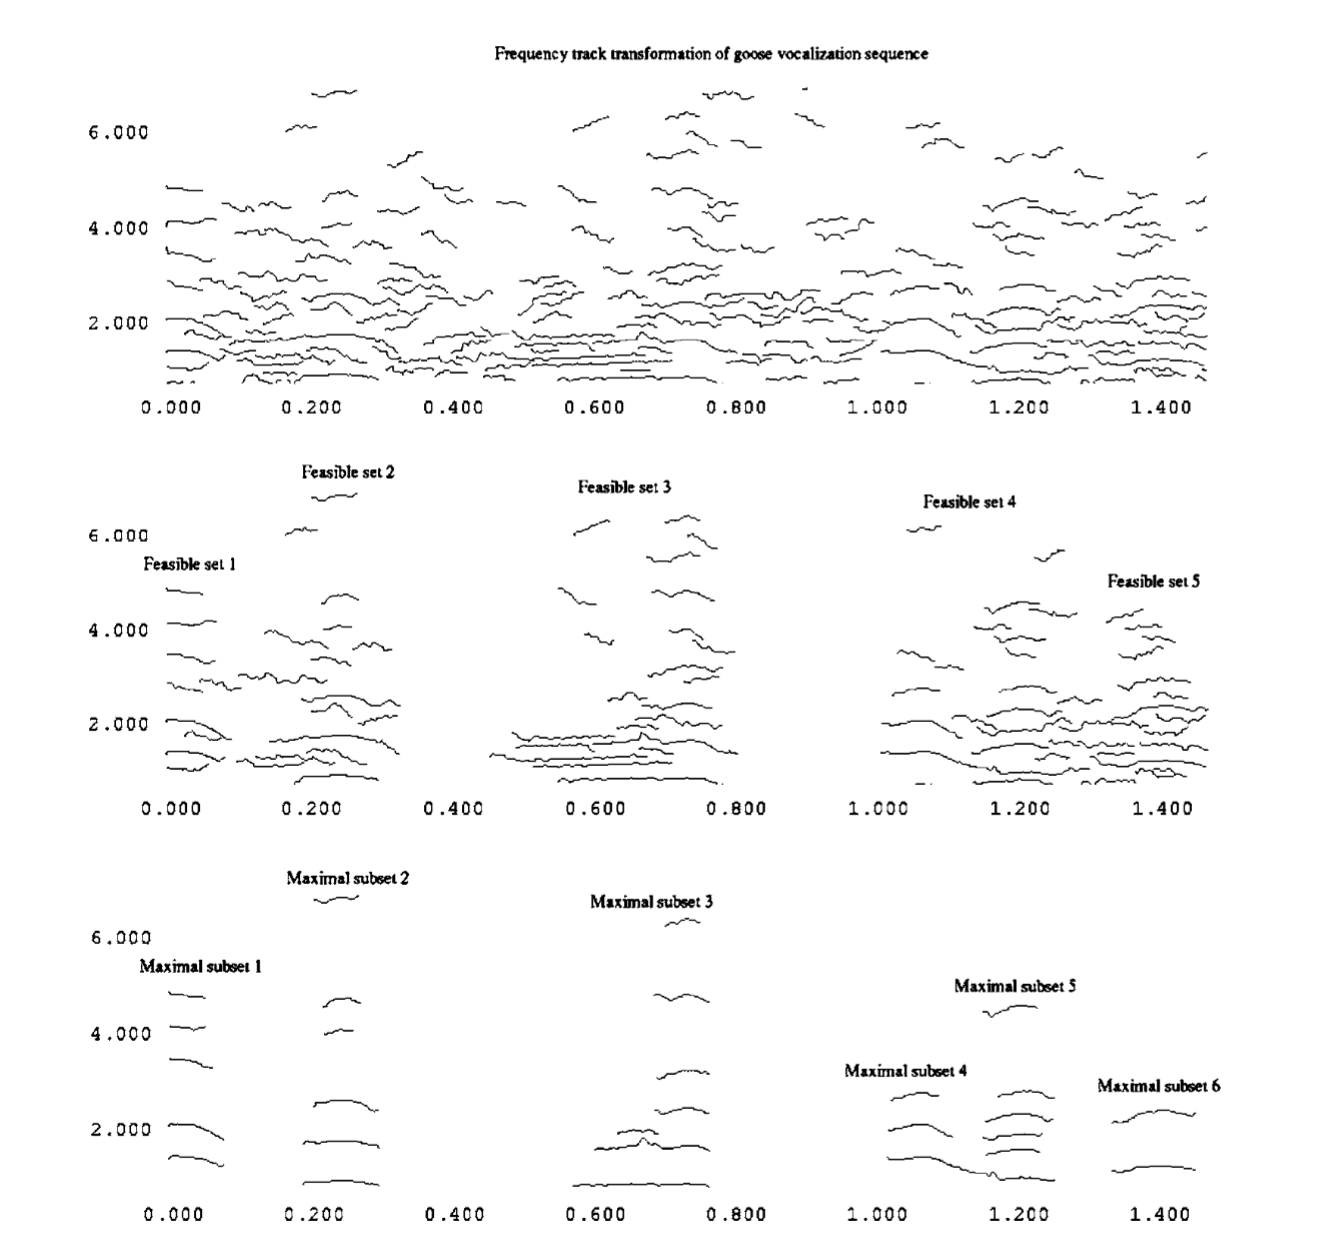 Frequency track transformation of goose vocalization sequence
6.000
4.000
2.000
0.000 0.200 0.400 0.600 0.800 1.000 1.200 1.400
Feasible set 2
Feasible set 3
Feasible set 4
6.000
Feasible set 1
Feasible set 5
4.000
2.000
0.000 0.200 0.400 0.600 0.800 1.000 1.200 1.400
Maximal subset 2
Maximal subset 3
6.000
Maximal subset 1
Maximal subset 5
4.000
Maximal subset 4
Maximal subset 6
2.000
0.000 0.200 0.400 0.600 0.800 1.000 1.200 1.400